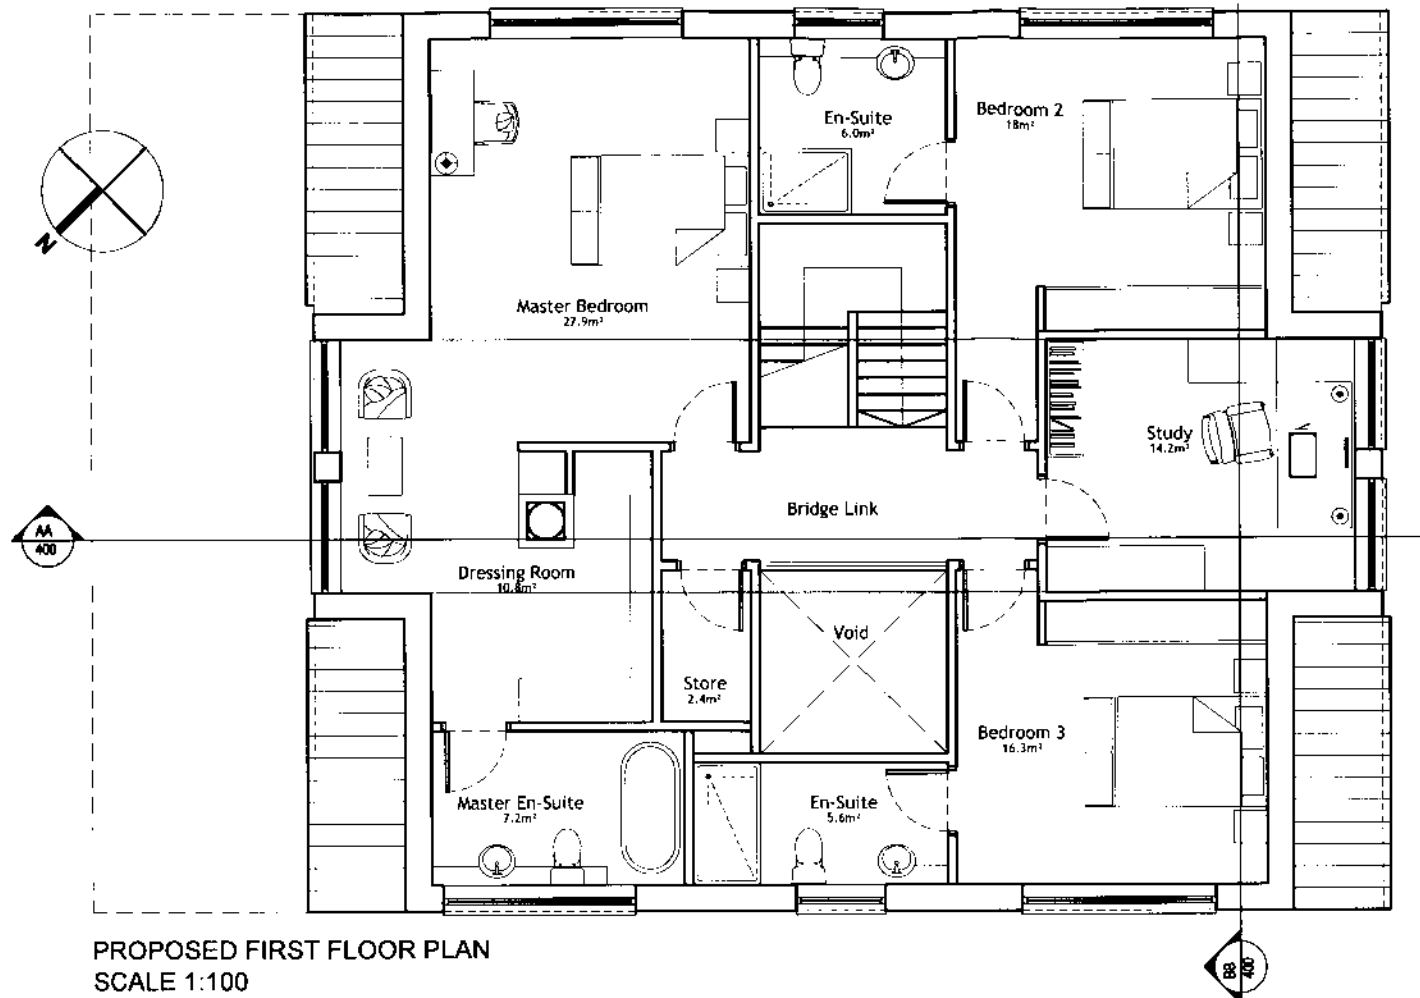 En-Suite
6.0m²
Bedroom 2
18m²
N
Master Bedroom
27.9m²
Study
14.2m²
Bridge Link
AA
400
Dressing Room
10.8m²
Void
Store
2.4m²
Bedroom 3
16.3m²
Master En-Suite
7.2m²
En-Suite
5.6m²
PROPOSED FIRST FLOOR PLAN
SCALE 1:100
BB
400